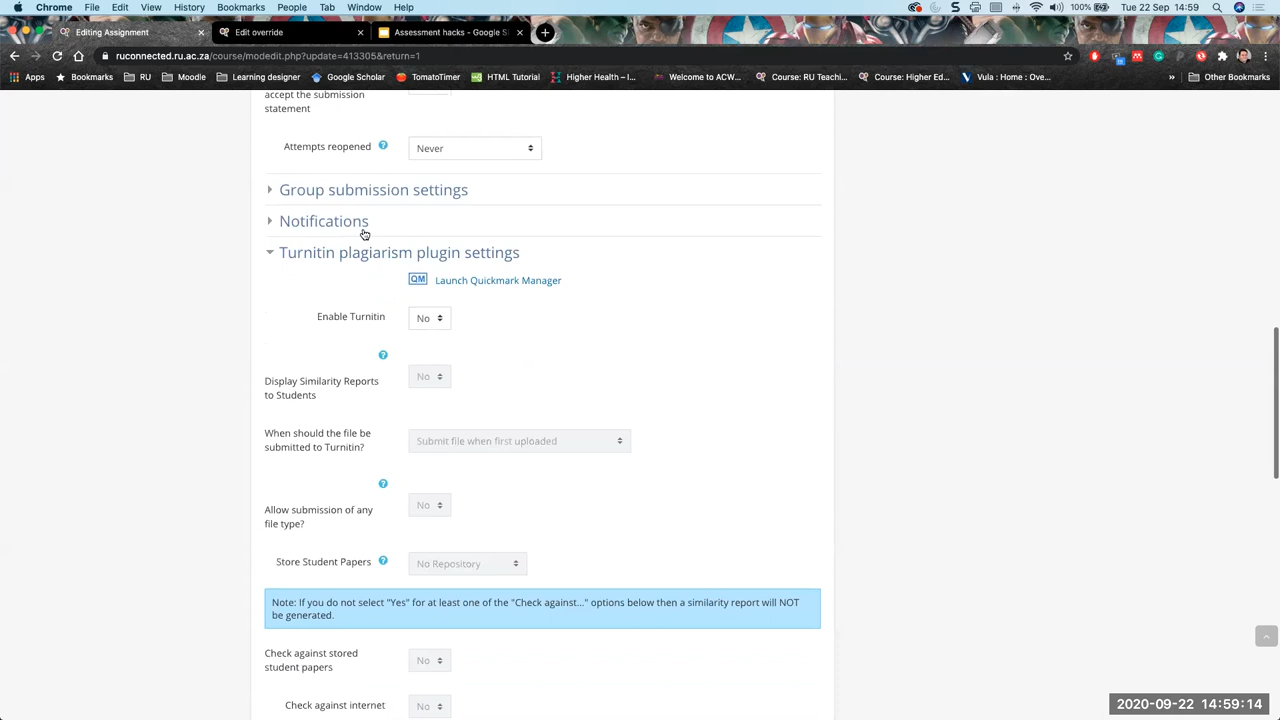 Chrome File Edit View History Bookmarks People Tab Window Help 100% Tue 22 Sep 14:59
Editing Assignment Edit override Assessment hacks - Google S
ruconnected.ru.ac.za/course/modedit.php?update=413305&return=1
Apps Bookmarks RU Moodle Learning designer Google Scholar TomatoTimer HTML Tutorial Higher Health – I... Welcome to ACW... Course: RU Teachi... Course: Higher Ed... Vula : Home : Ove... » Other Bookmarks
accept the submission
statement
Attempts reopened ? Never
Group submission settings
Notifications
Turnitin plagiarism plugin settings
QM Launch Quickmark Manager
Enable Turnitin No
?
Display Similarity Reports
to Students
No
When should the file be
submitted to Turnitin?
Submit file when first uploaded
?
Allow submission of any
file type?
No
Store Student Papers ? No Repository
Note: If you do not select "Yes" for at least one of the "Check against..." options below then a similarity report will NOT
be generated.
Check against stored
student papers
No
Check against internet No
2020-09-22 14:59:14